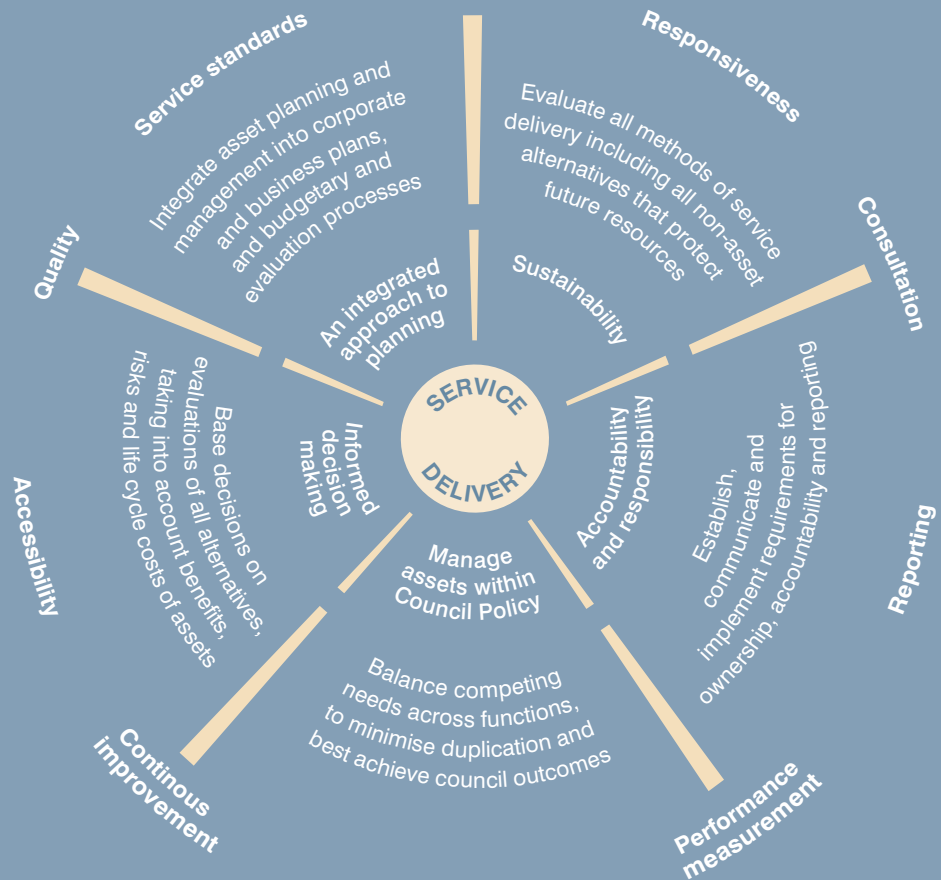 Service standards
Responsiveness
Integrate asset planning and
management into corporate
and business plans,
and budgetary and
evaluation processes
Evaluate all methods of service
delivery including all non-asset
alternatives that protect
future resources
Quality
Consultation
An integrated
approach to
planning
Sustainability
SERVICE
DELIVERY
Informed
decision
making
Accountability
and responsibility
Base decisions on
evaluations of all alternatives,
taking into account benefits,
risks and life cycle costs of assets
Establish,
communicate and
implement requirements for
ownership, accountability and reporting
Accessibility
Reporting
Manage
assets within
Council Policy
Balance competing
needs across functions,
to minimise duplication and
best achieve council outcomes
Continous
improvement
Performance
measurement